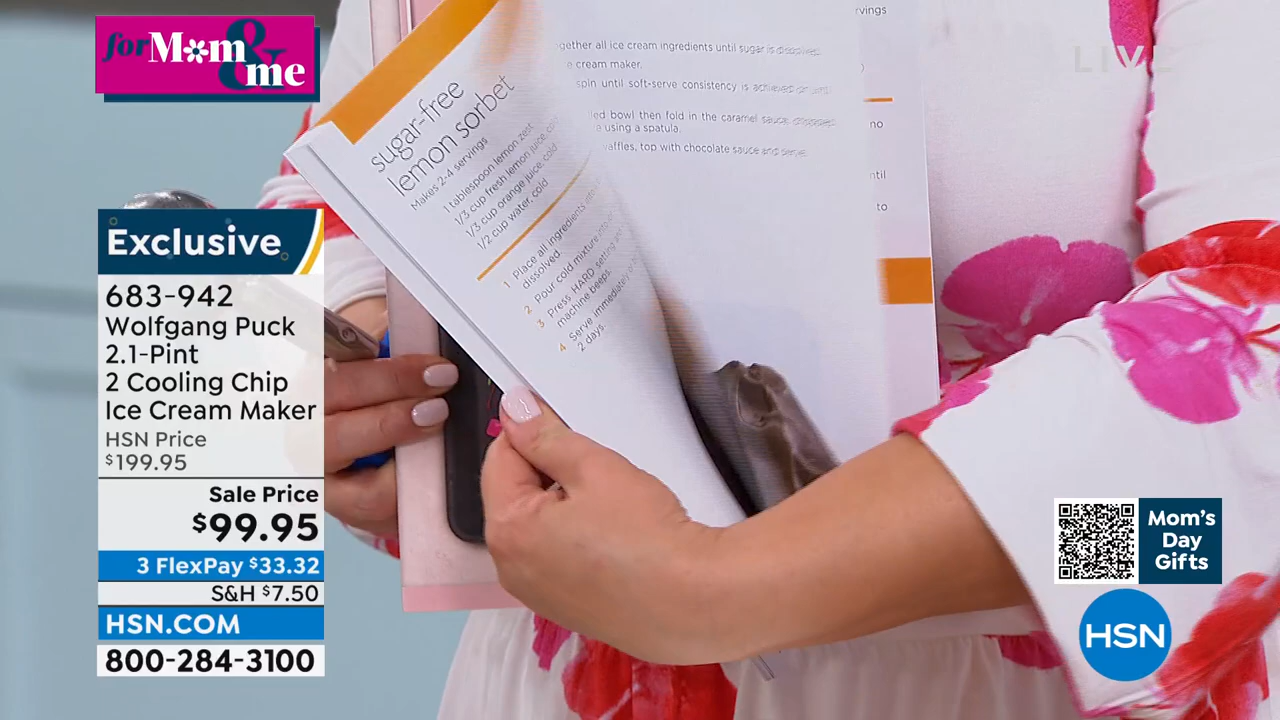 for Mom
& me
LIVE
Exclusive
683-942
Wolfgang Puck
2.1-Pint
2 Cooling Chip
Ice Cream Maker
HSN Price
$199.95
Sale Price
$99.95
3 FlexPay $33.32
S&H $7.50
HSN.COM
800-284-3100
sugar-free
lemon sorbet
Makes 2-4 servings
1 tablespoon lemon zest
1/3 cup fresh lemon juice,
1/3 cup orange juice, cold
1/2 cup water, cold
1 Place all ingredients
dissolved.
2 Pour cold mixture
3 Press HARD setting
machine beeps.
4 Serve immediately
2 days.
gether all ice cream ingredients until sugar is dissolved.
e cream maker.
spin until soft-serve consistency is achieved or until
led bowl then fold in the caramel sauce,
using a spatula.
waffles, top with chocolate sauce and serve.
rvings
no
ntil
to
Mom's
Day
Gifts
HSN